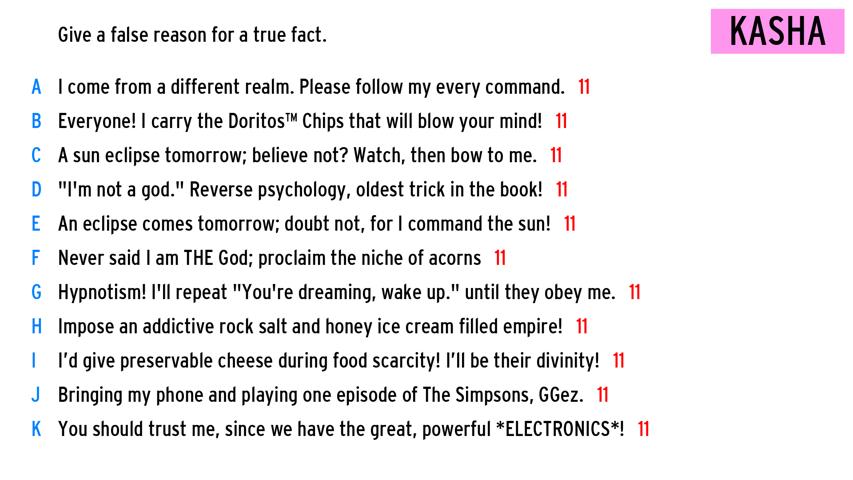 Give a false reason for a true fact.
KASHA
A I come from a different realm. Please follow my every command. 11
B Everyone! I carry the Doritos™ Chips that will blow your mind! 11
C A sun eclipse tomorrow; believe not? Watch, then bow to me. 11
D "I'm not a god." Reverse psychology, oldest trick in the book! 11
E An eclipse comes tomorrow; doubt not, for I command the sun! 11
F Never said I am THE God; proclaim the niche of acorns 11
G Hypnotism! I'll repeat "You're dreaming, wake up." until they obey me. 11
H Impose an addictive rock salt and honey ice cream filled empire! 11
I I’d give preservable cheese during food scarcity! I’ll be their divinity! 11
J Bringing my phone and playing one episode of The Simpsons, GGez. 11
K You should trust me, since we have the great, powerful *ELECTRONICS*! 11